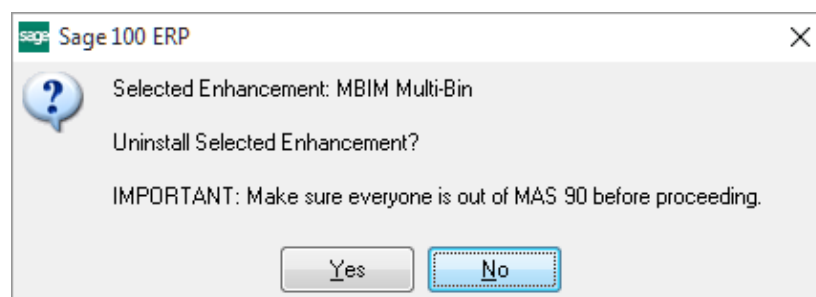 sage Sage 100 ERP
Selected Enhancement: MBIM Multi-Bin
Uninstall Selected Enhancement?
IMPORTANT: Make sure everyone is out of MAS 90 before proceeding.
Yes No